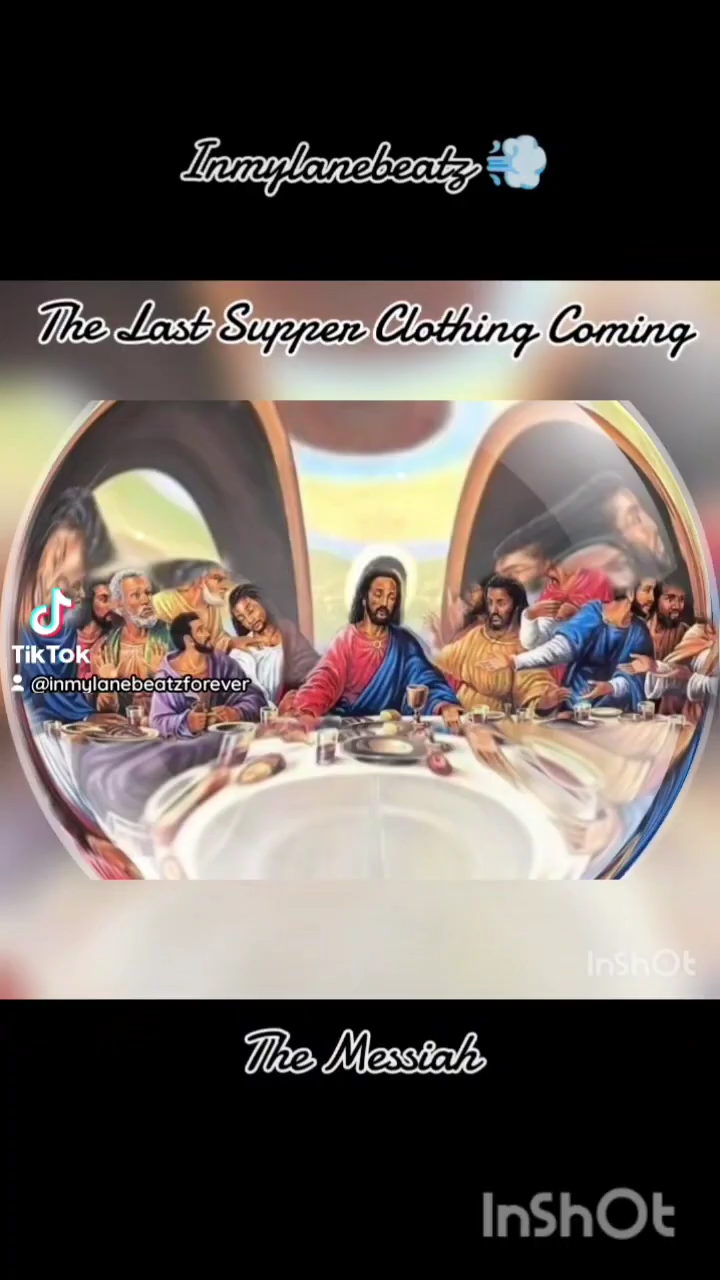 Inmylanebeatz 💨
The Last Supper Clothing Coming
TikTok
@inmylanebeatzforever
InShOt
The Messiah
InShOt